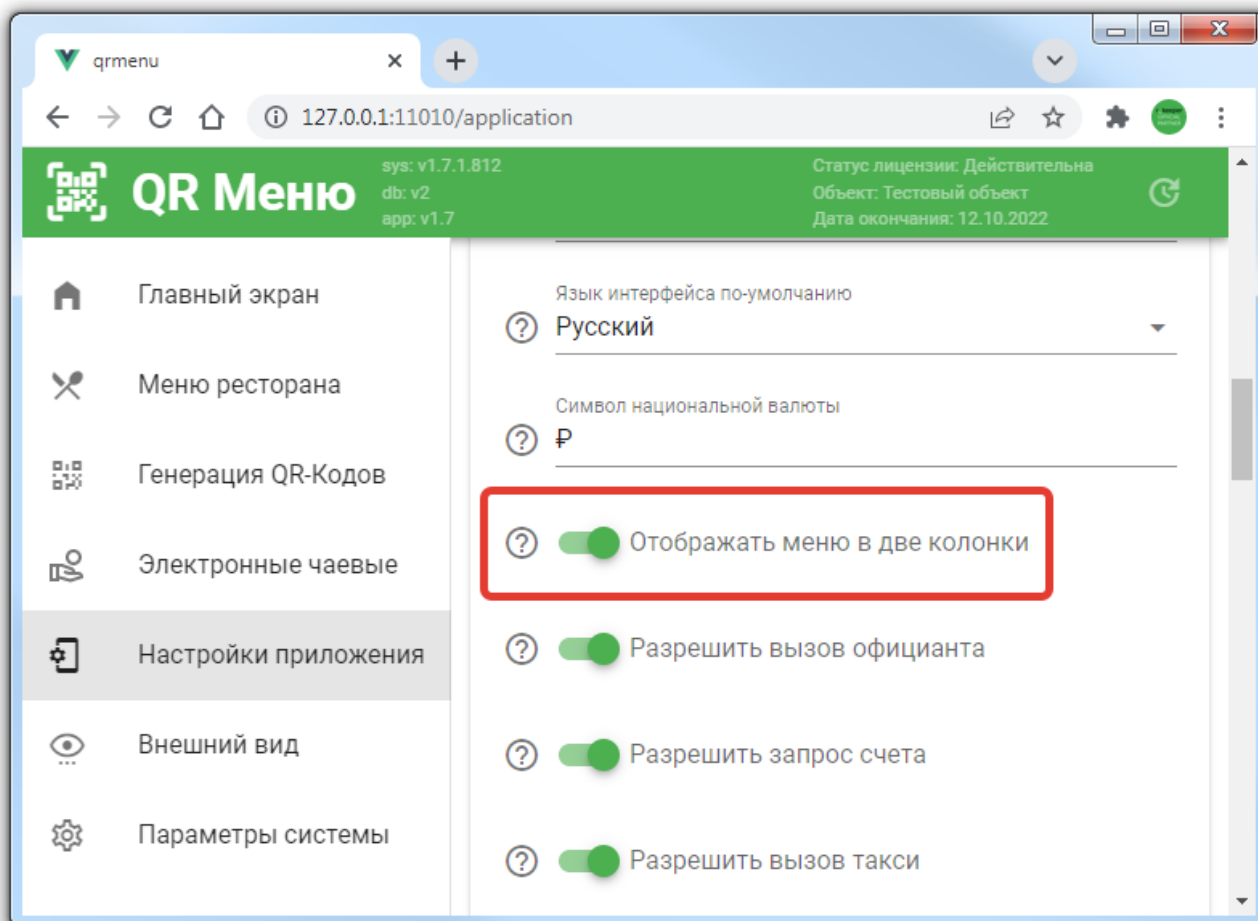 qrmenu
127.0.0.1:11010/application
QR Меню
sys: v1.7.1.812
db: v2
app: v1.7
Статус лицензии: Действительна
Объект: Тестовый объект
Дата окончания: 12.10.2022
Главный экран
Меню ресторана
Генерация QR-Кодов
Электронные чаевые
Настройки приложения
Внешний вид
Параметры системы
Язык интерфейса по-умолчанию
Русский
Символ национальной валюты
₽
Отображать меню в две колонки
Разрешить вызов официанта
Разрешить запрос счета
Разрешить вызов такси